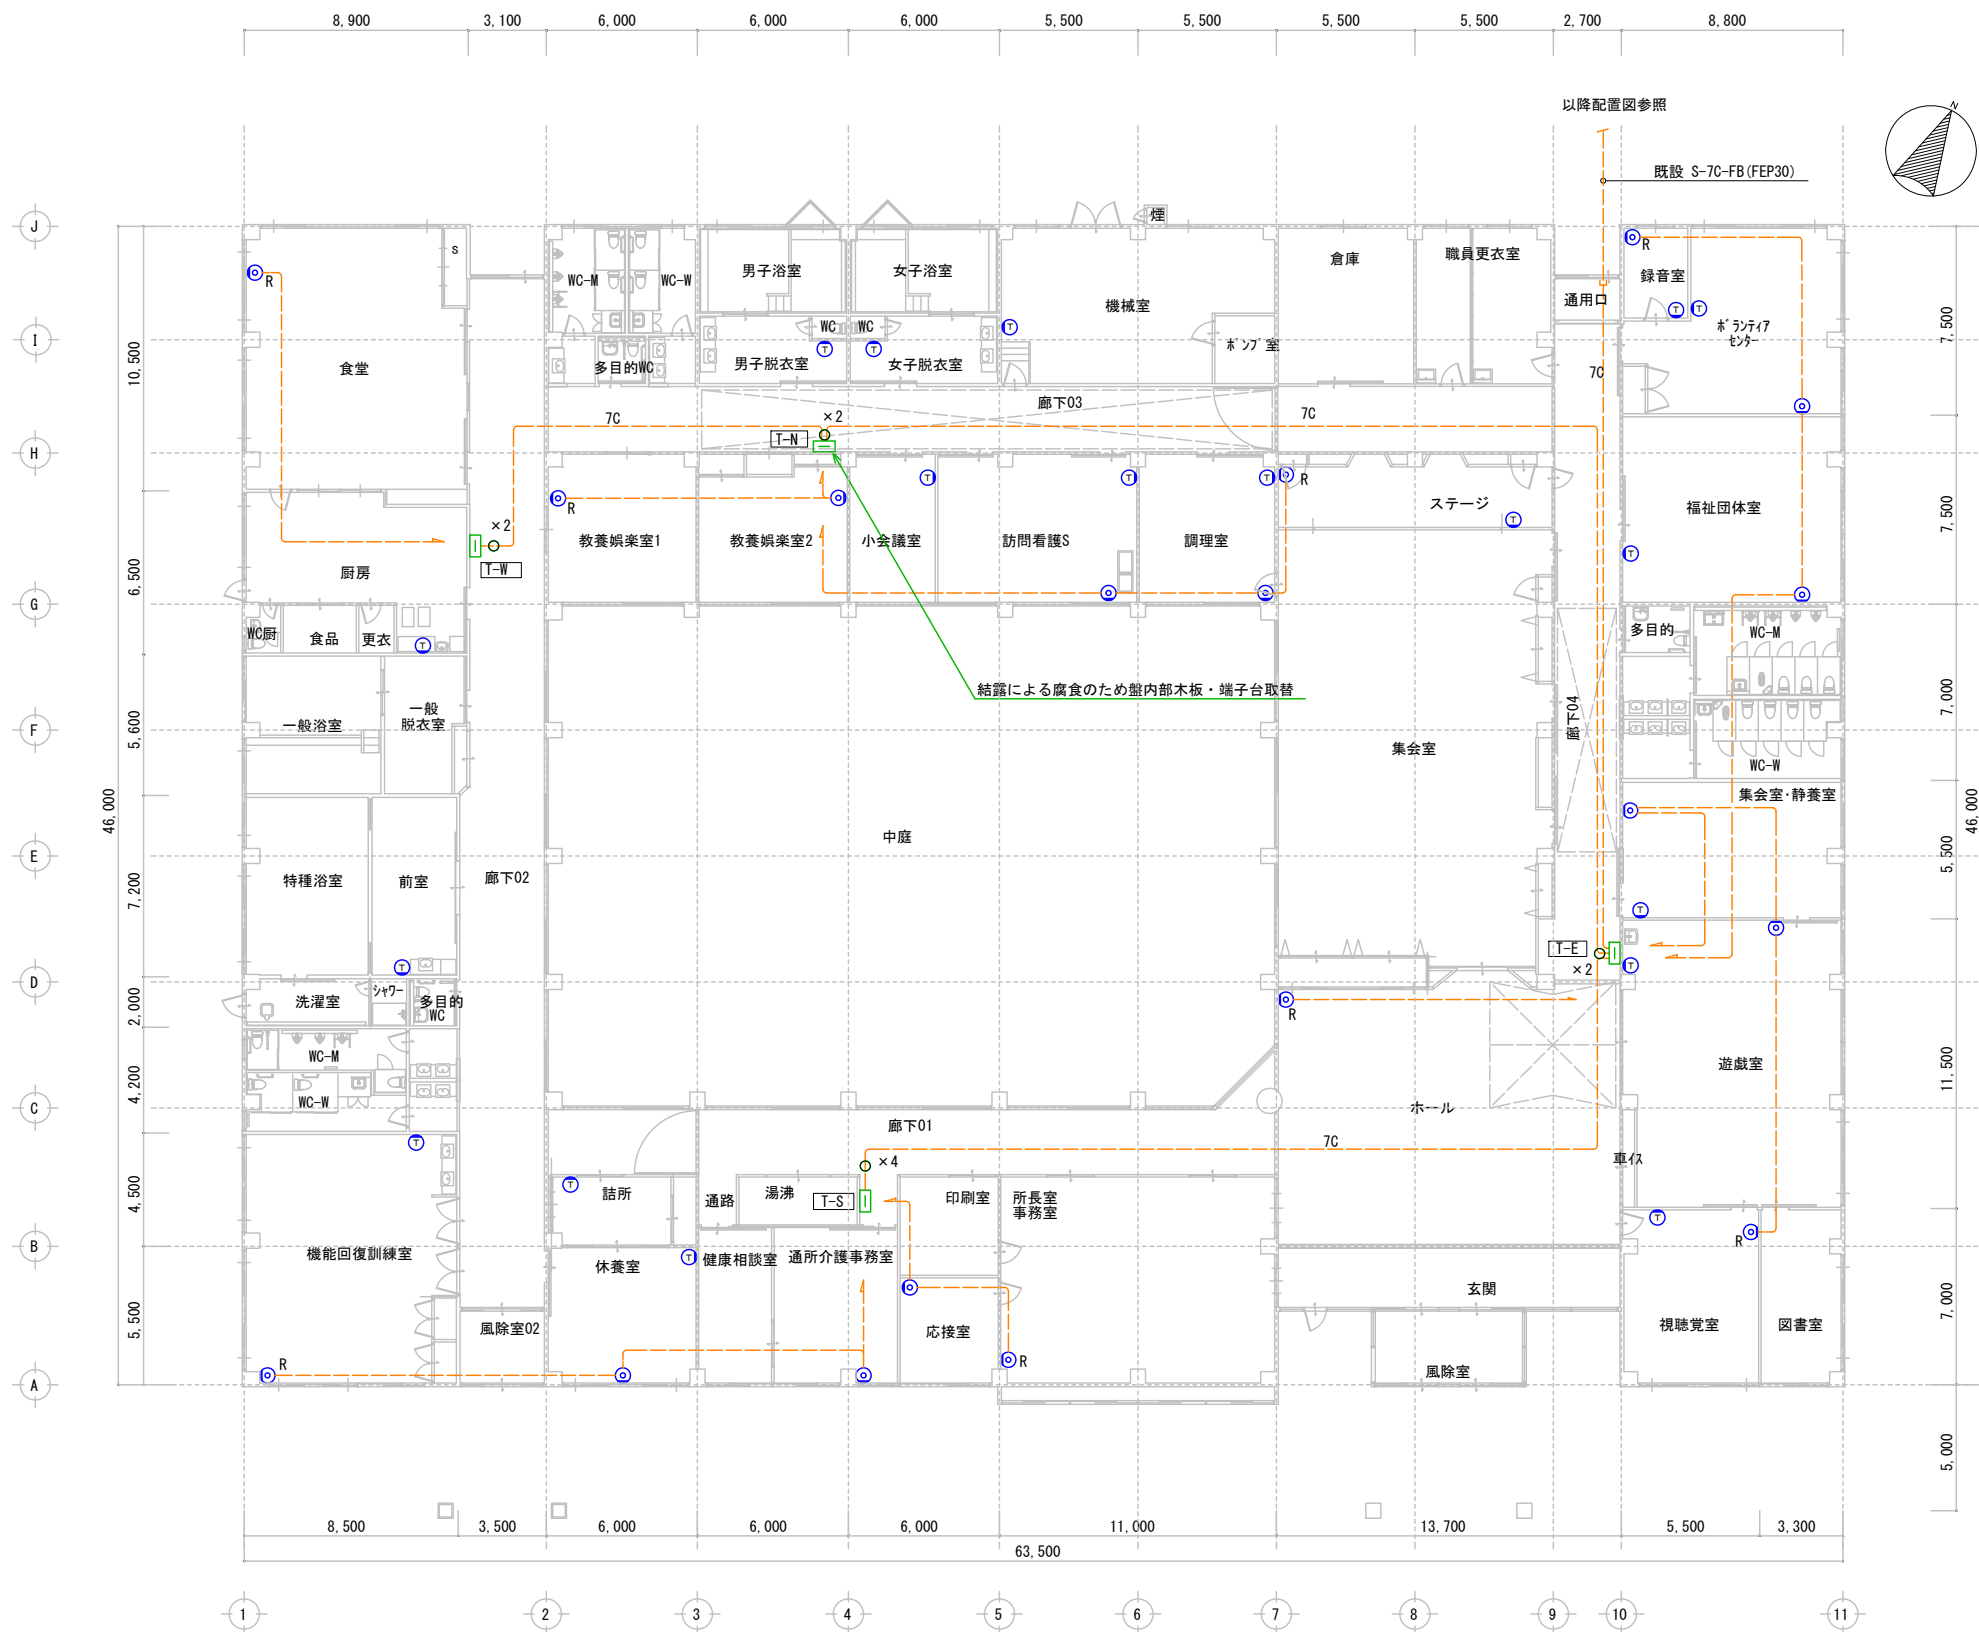 8,900
3,100
6,000
6,000
6,000
5,500
5,500
5,500
5,500
2,700
8,800
以降配置図参照
N
既設 S-7C-FB(FEP30)
J
I
H
G
F
E
D
C
B
A
10,500
6,500
5,600
7,200
2,000
4,200
4,500
5,500
46,000
7,500
7,500
7,000
5,500
11,500
7,000
5,000
46,000
S
R
食堂
WC-M
WC-W
多目的WC
男子浴室
女子浴室
WC
WC
T
T
男子脱衣室
女子脱衣室
機械室
T
煙
ポンプ室
倉庫
職員更衣室
通用口
R
録音室
T
T
ボランティア
センター
7C
7C
×2
廊下03
7C
T-N
×2
T-W
厨房
R
教養娯楽室1
教養娯楽室2
小会議室
T
訪問看護S
T
調理室
T
R
ステージ
T
福祉団体室
T
WC厨
食品
更衣
T
多目的
WC-M
WC-W
結露による腐食のため盤内部木板・端子台取替
一般浴室
一般
脱衣室
廊下04
集会室
集会室・静養室
中庭
特種浴室
前室
廊下02
T
T
T-E
×2
T
洗濯室
シャワー
多目的
WC
R
WC-M
WC-W
ホール
遊戯室
廊下01
7C
T
×4
車イス
T
詰所
通路
湯沸
T-S
印刷室
所長室
事務室
T
R
機能回復訓練室
休養室
T
健康相談室
通所介護事務室
玄関
風除室02
応接室
視聴覚室
図書室
R
R
風除室
8,500
3,500
6,000
6,000
6,000
11,000
13,700
5,500
3,300
63,500
1
2
3
4
5
6
7
8
9
10
11